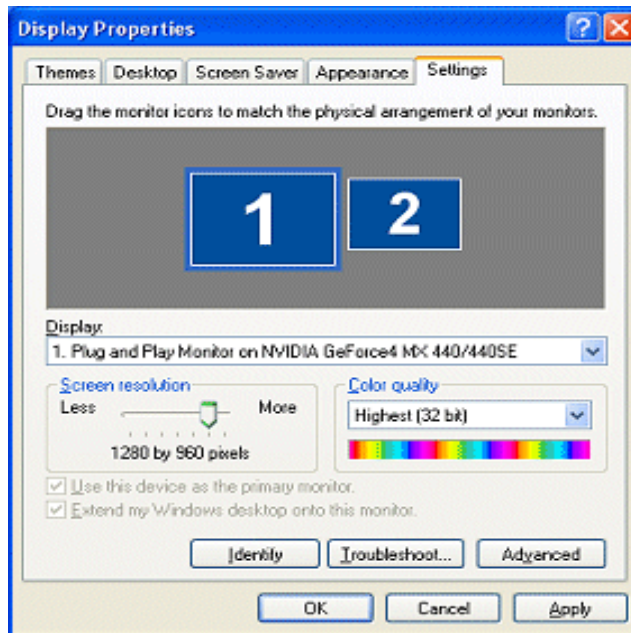 Display Properties
Themes Desktop Screen Saver Appearance Settings
Drag the monitor icons to match the physical arrangement of your monitors.
1 2
Display:
1. Plug and Play Monitor on NVIDIA GeForce4 MX 440/440SE
Screen resolution Color quality
Less More Highest (32 bit)
1280 by 960 pixels
Use this device as the primary monitor.
Extend my Windows desktop onto this monitor.
Identify Troubleshoot... Advanced
OK Cancel Apply